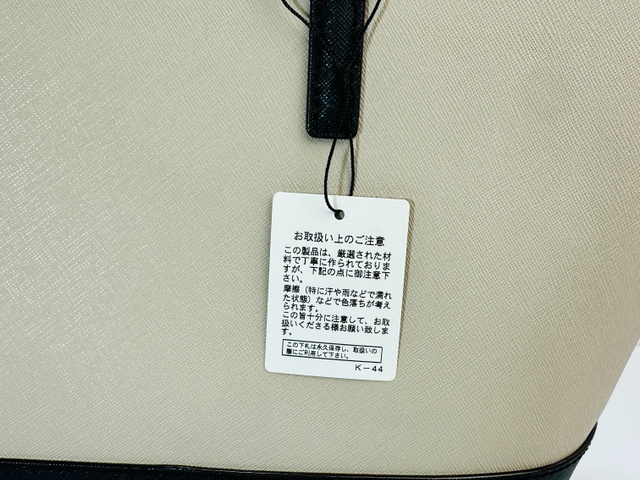 お取扱い上のご注意
この製品は、厳選された材
料で丁寧に作られておりま
すが、下記の点に御注意下
さい。
摩擦（特に汗や雨などで濡れ
た状態）などで色落ちが考え
られます。
この旨十分に注意して、お取
扱いくださる様お願い致しま
す。
この下札は永久保存し、取扱いの
際にご利用して下さい。
K－44